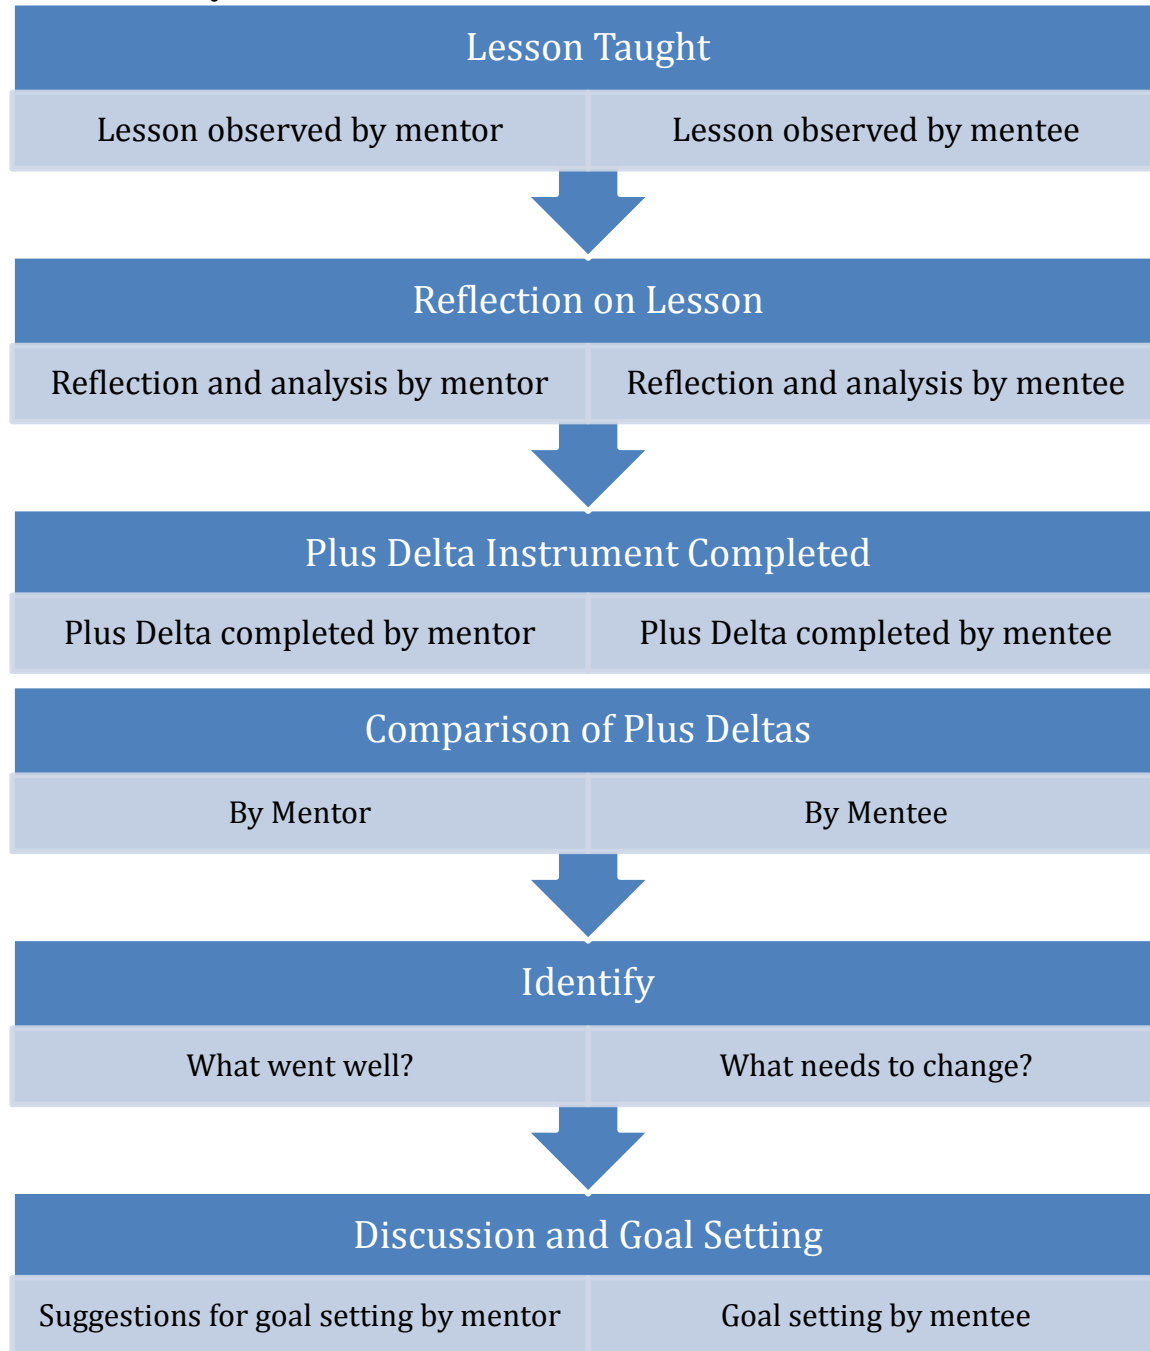 Lesson Taught
Lesson observed by mentor
Lesson observed by mentee
Reflection on Lesson
Reflection and analysis by mentor
Reflection and analysis by mentee
Plus Delta Instrument Completed
Plus Delta completed by mentor
Plus Delta completed by mentee
Comparison of Plus Deltas
By Mentor
By Mentee
Identify
What went well?
What needs to change?
Discussion and Goal Setting
Suggestions for goal setting by mentor
Goal setting by mentee